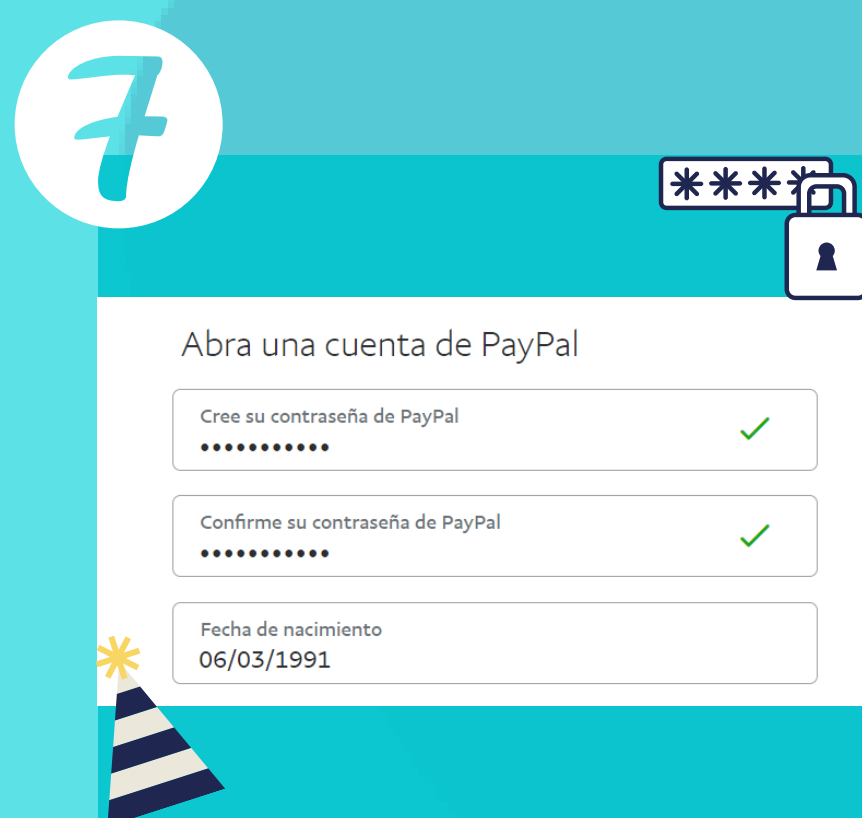 7
****
Abra una cuenta de PayPal
Cree su contraseña de PayPal
•••••••••••
Confirme su contraseña de PayPal
•••••••••••
Fecha de nacimiento
06/03/1991